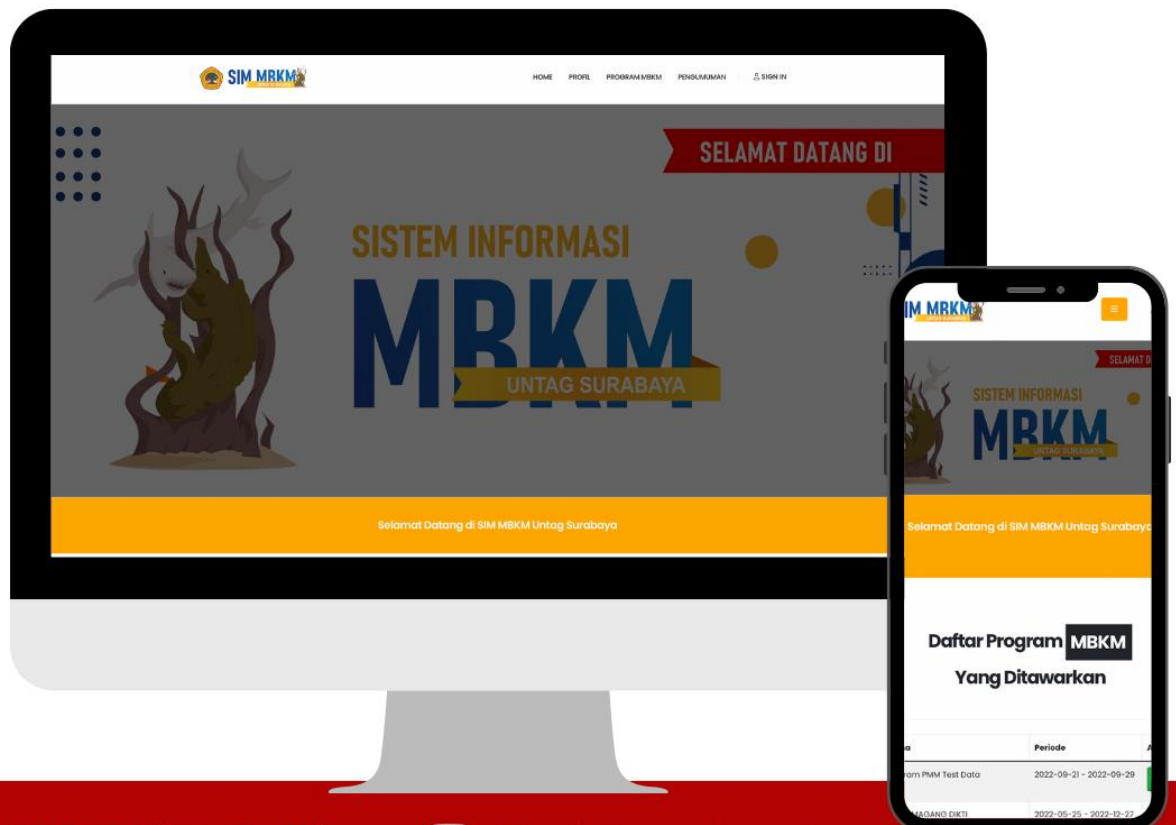 SIM MBKM
HOME PROFIL PROGRAM MBKM PENGUMUMAN SIGN IN
SELAMAT DATANG DI
SISTEM INFORMASI
MBKM
UNTAG SURABAYA
Selamat Datang di SIM MBKM Untag Surabaya
IM MBKM
SELAMAT D
SISTEM INFORMASI
MBKM
UNTAG SURABAYA
Selamat Datang di SIM MBKM Untag Surabaya
Daftar Program MBKM
Yang Ditawarkan
Periode
ram PMM Test Data 2022-09-21 - 2022-09-29
MAGANG DIKTI 2022-05-25 - 2022-12-27